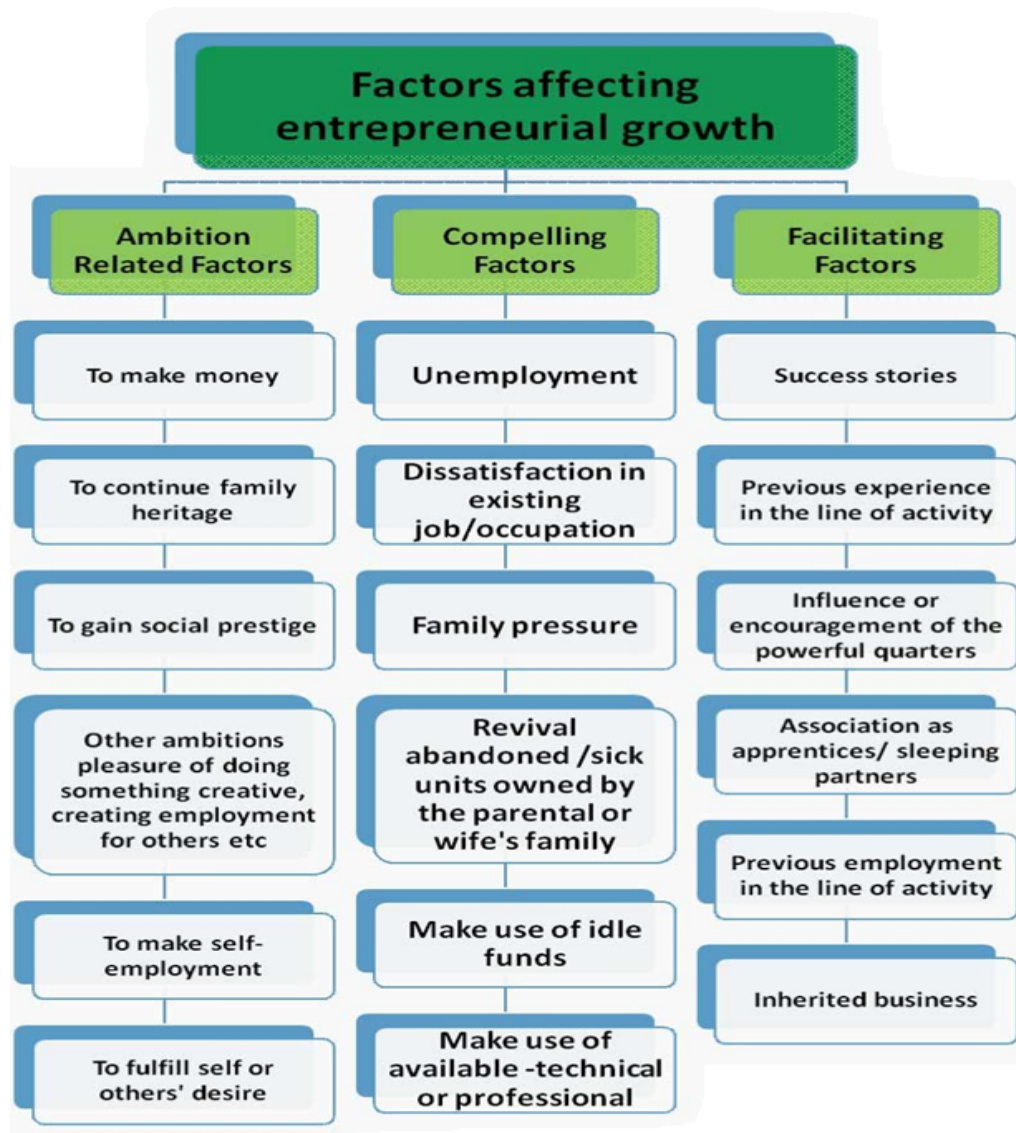 Factors affecting
entrepreneurial growth
Ambition
Related Factors
To make money
To continue family
heritage
To gain social prestige
Other ambitions
pleasure of doing
something creative,
creating employment
for others etc
To make self-
employment
To fulfill self or
others' desire
Compelling
Factors
Unemployment
Dissatisfaction in
existing
job/occupation
Family pressure
Revival
abandoned /sick
units owned by
the parental or
wife's family
Make use of idle
funds
Make use of
available -technical
or professional
Facilitating
Factors
Success stories
Previous experience
in the line of activity
Influence or
encouragement of the
powerful quarters
Association as
apprentices/ sleeping
partners
Previous employment
in the line of activity
Inherited business